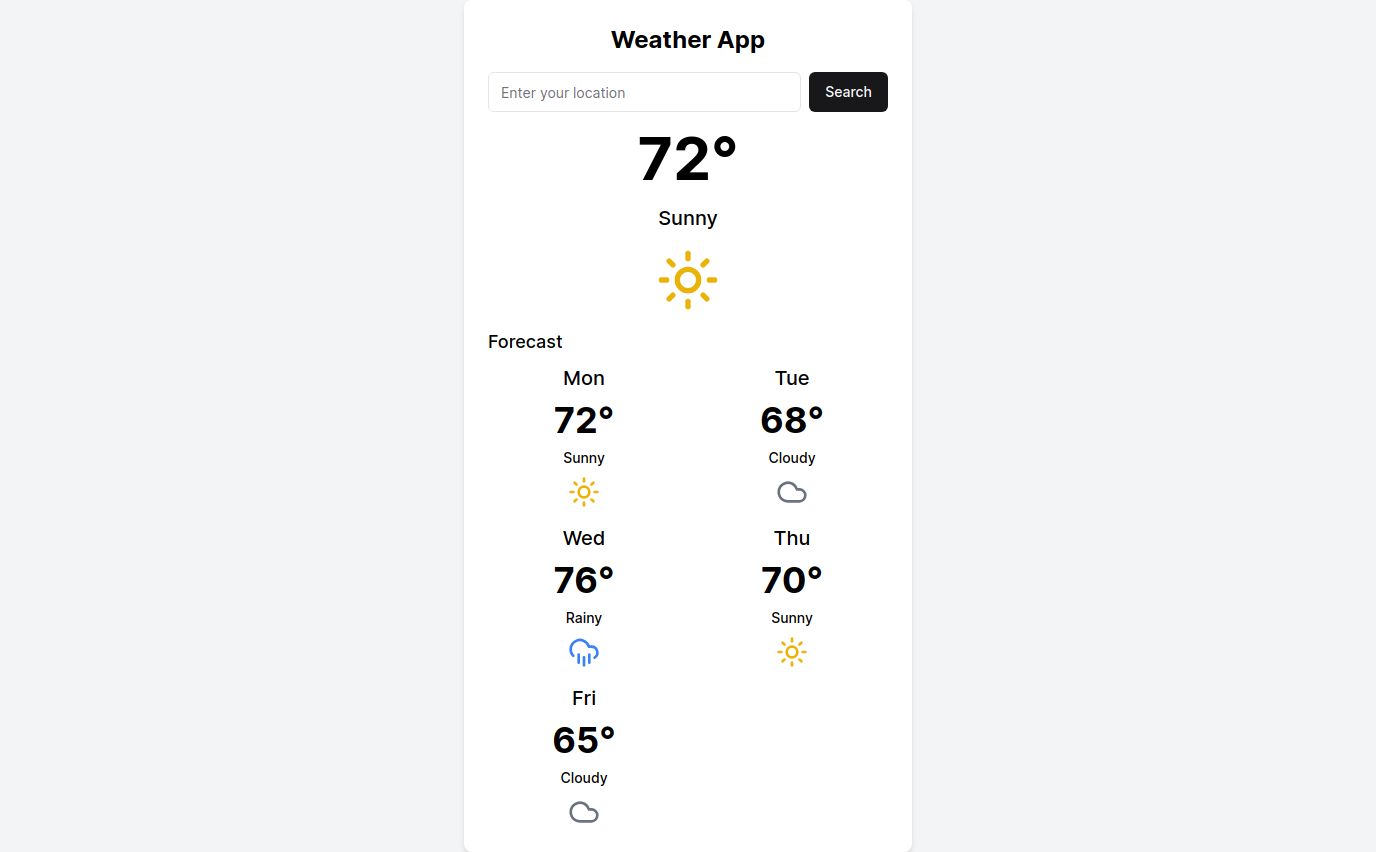 Weather App
Enter your location
Search
72°
Sunny
Forecast
Mon
72°
Sunny
Tue
68°
Cloudy
Wed
76°
Rainy
Thu
70°
Sunny
Fri
65°
Cloudy